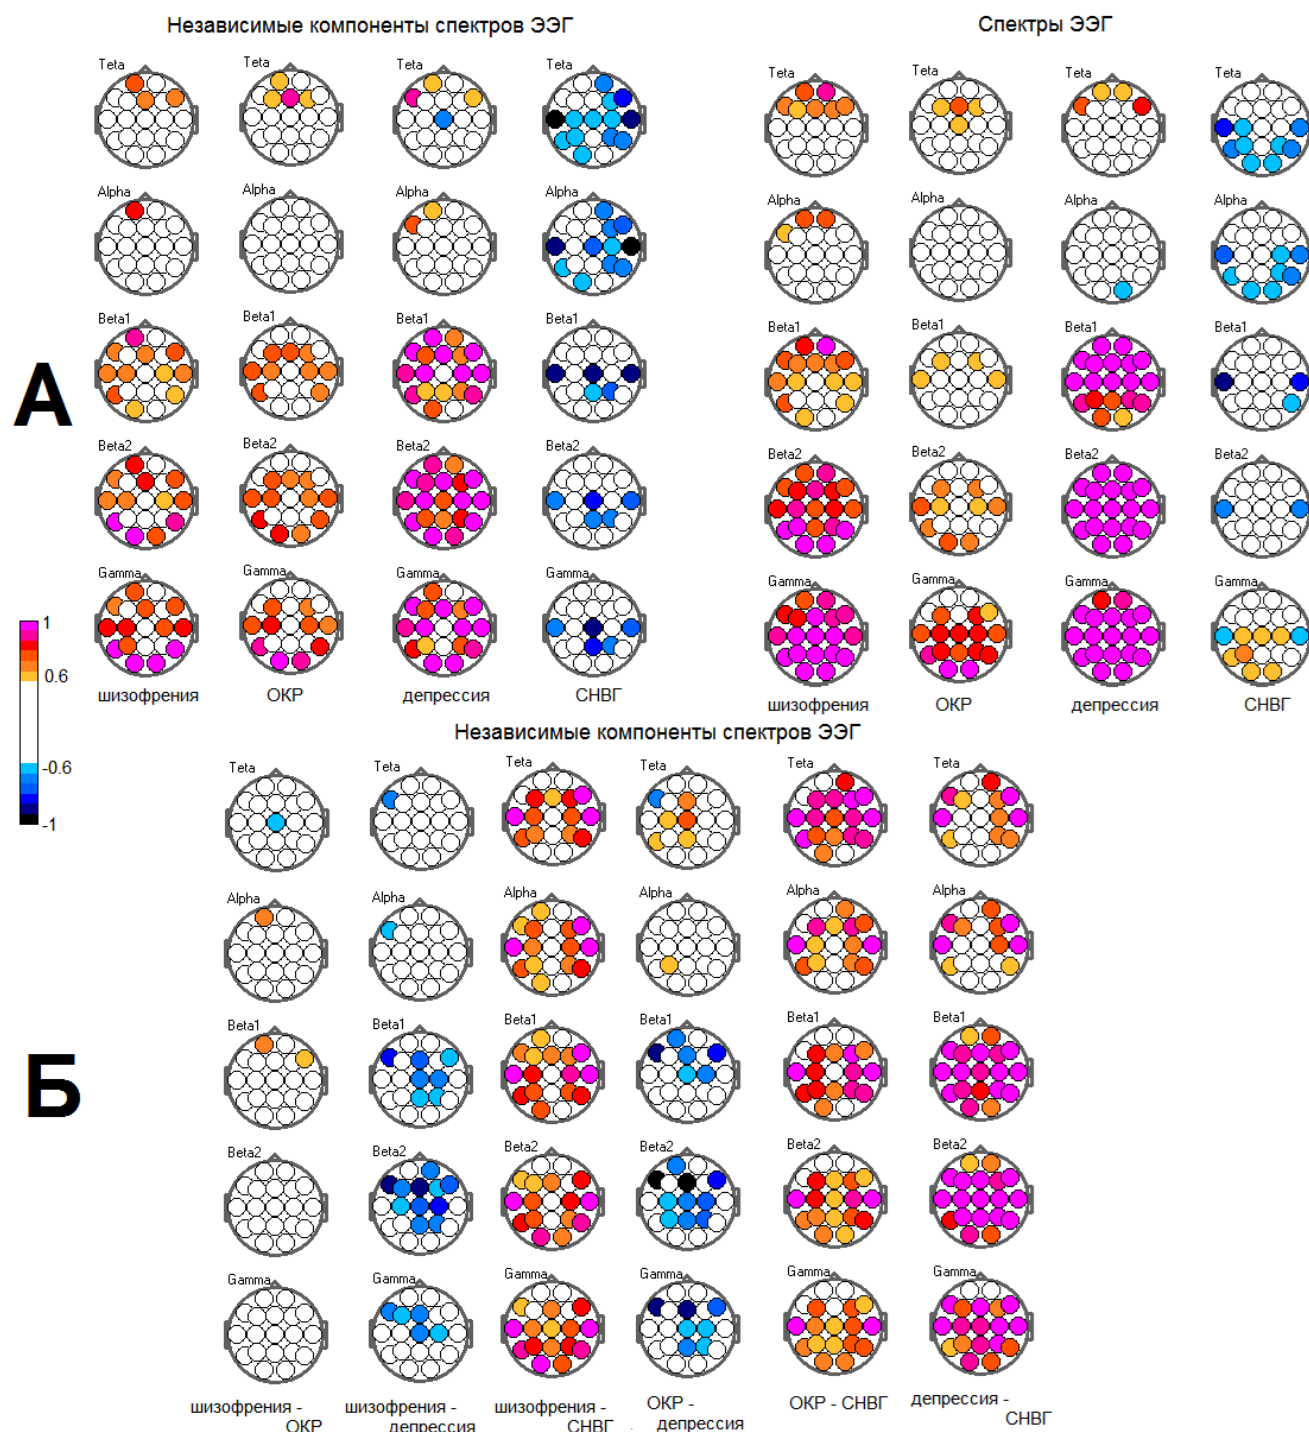 Независимые компоненты спектров ЭЭГ
Спектры ЭЭГ
Teta Teta Teta Teta Teta Teta Teta Teta
Alpha Alpha Alpha Alpha Alpha Alpha Alpha Alpha
Beta1 Beta1 Beta1 Beta1 Beta1 Beta1 Beta1 Beta1
А
Beta2 Beta2 Beta2 Beta2 Beta2 Beta2 Beta2 Beta2
Gamma Gamma Gamma Gamma Gamma Gamma Gamma Gamma
1
0.6
-0.6
-1
шизофрения ОКР депрессия СНВГ
шизофрения ОКР депрессия СНВГ
Независимые компоненты спектров ЭЭГ
Teta Teta Teta Teta Teta Teta
Alpha Alpha Alpha Alpha Alpha Alpha
Beta1 Beta1 Beta1 Beta1 Beta1 Beta1
Б
Beta2 Beta2 Beta2 Beta2 Beta2 Beta2
Gamma Gamma Gamma Gamma Gamma Gamma
шизофрения -
ОКР
шизофрения -
депрессия
шизофрения -
СНВГ
ОКР -
депрессия
ОКР - СНВГ
депрессия -
СНВГ